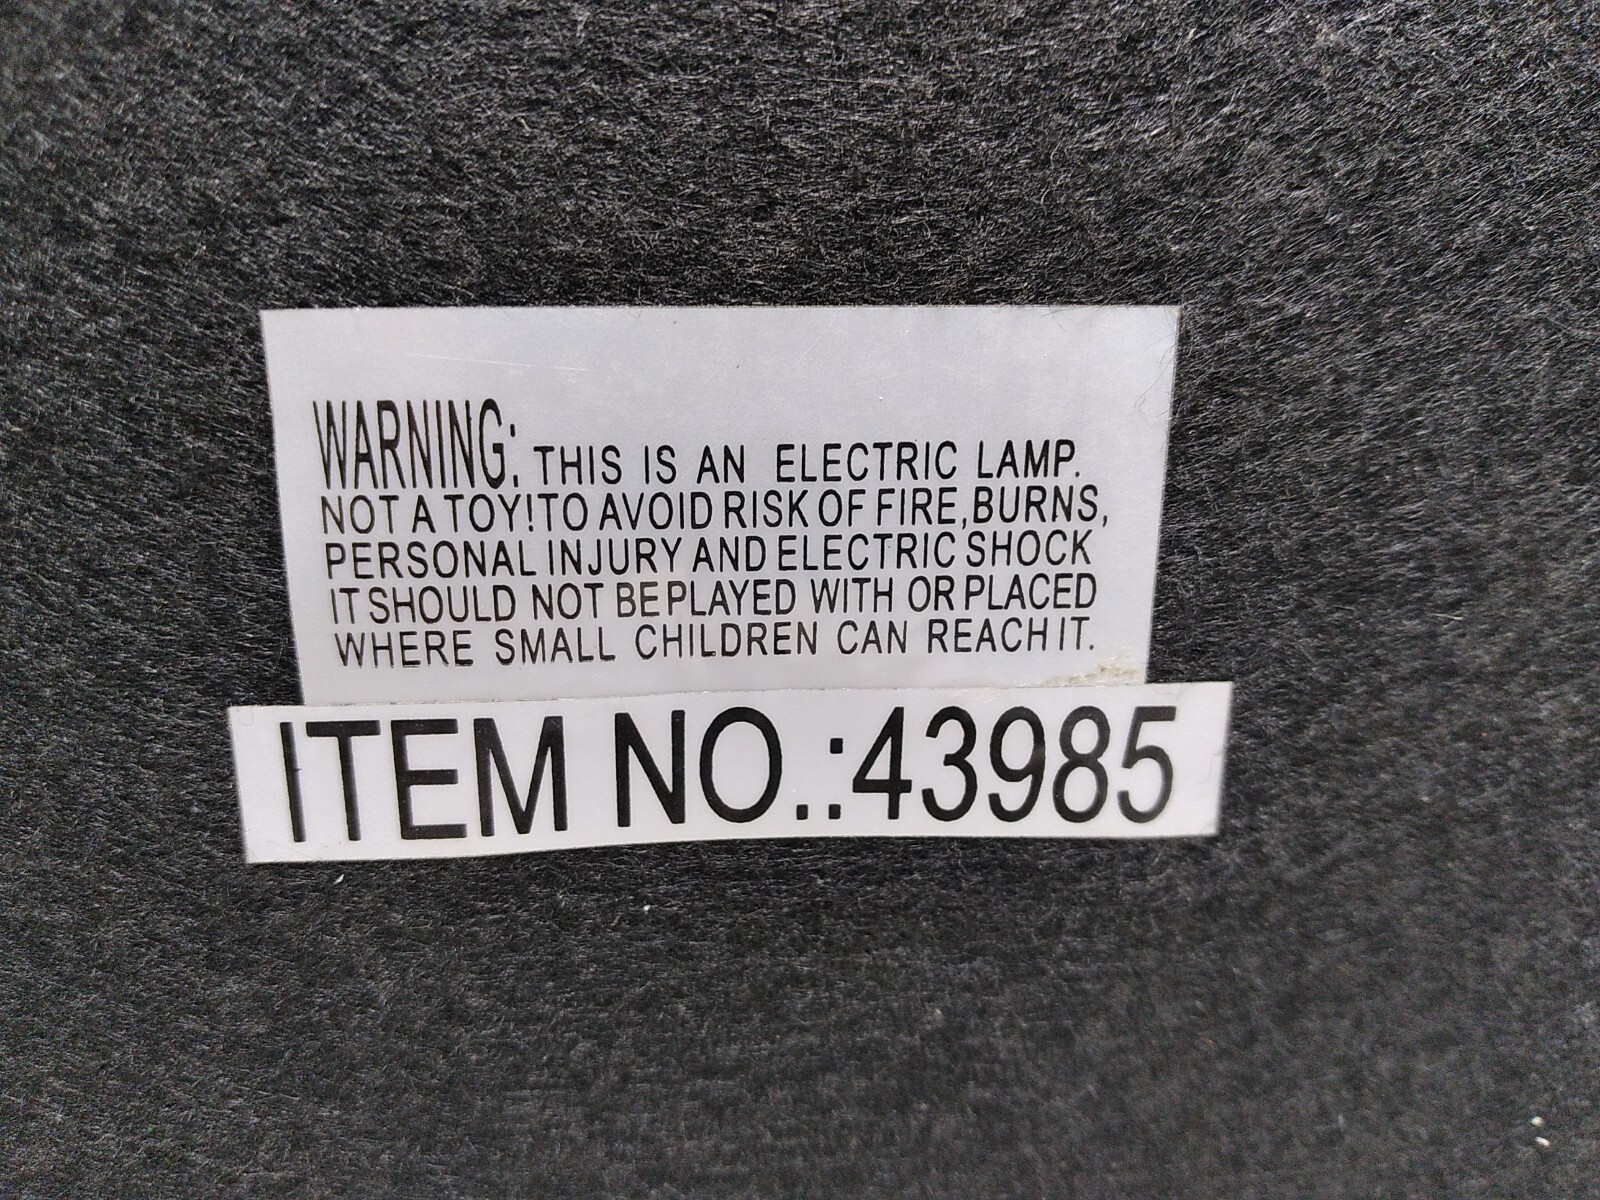 WARNING: THIS IS AN ELECTRIC LAMP.
NOT A TOY! TO AVOID RISK OF FIRE, BURNS,
PERSONAL INJURY AND ELECTRIC SHOCK
IT SHOULD NOT BE PLAYED WITH OR PLACED
WHERE SMALL CHILDREN CAN REACH IT.
ITEM NO.:43985